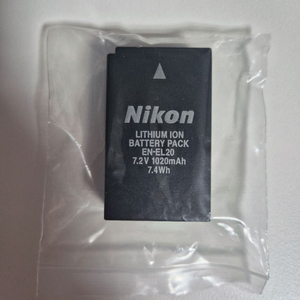 Nikon
LITHIUM ION
BATTERY PACK
EN-EL20
7.2V 1020mAh
7.4Wh